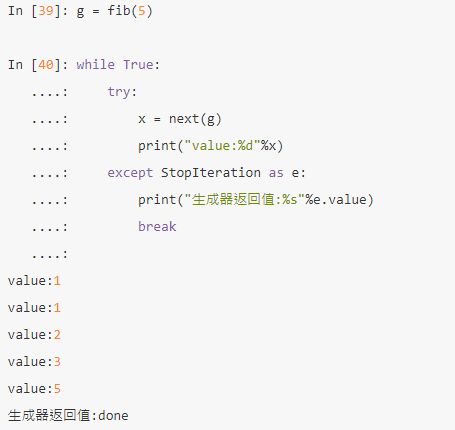 In [39]: g = fib(5)
In [40]: while True:
   ....:     try:
   ....:         x = next(g)
   ....:         print("value:%d"%x)
   ....:     except StopIteration as e:
   ....:         print("生成器返回值:%s"%e.value)
   ....:         break
   ....:
value:1
value:1
value:2
value:3
value:5
生成器返回值:done